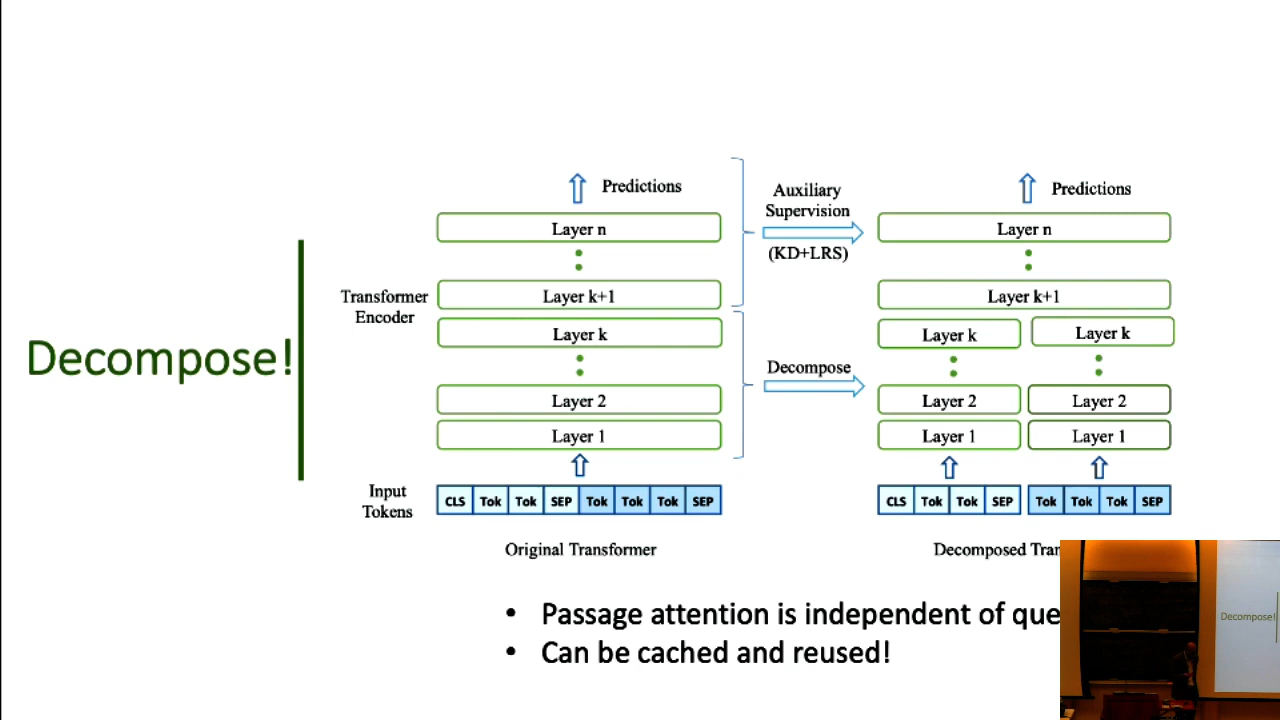 Decompose!
Predictions
Layer n
Layer k+1
Layer k
Layer 2
Layer 1
Transformer
Encoder
CLS Tok Tok SEP Tok Tok Tok SEP
Input
Tokens
Original Transformer
Auxiliary
Supervision
(KD+LRS)
Decompose
Predictions
Layer n
Layer k+1
Layer k Layer k
Layer 2 Layer 2
Layer 1 Layer 1
CLS Tok Tok SEP Tok Tok Tok SEP
Decomposed
• Passage attention is independent of
• Can be cached and reused!
Decompose!